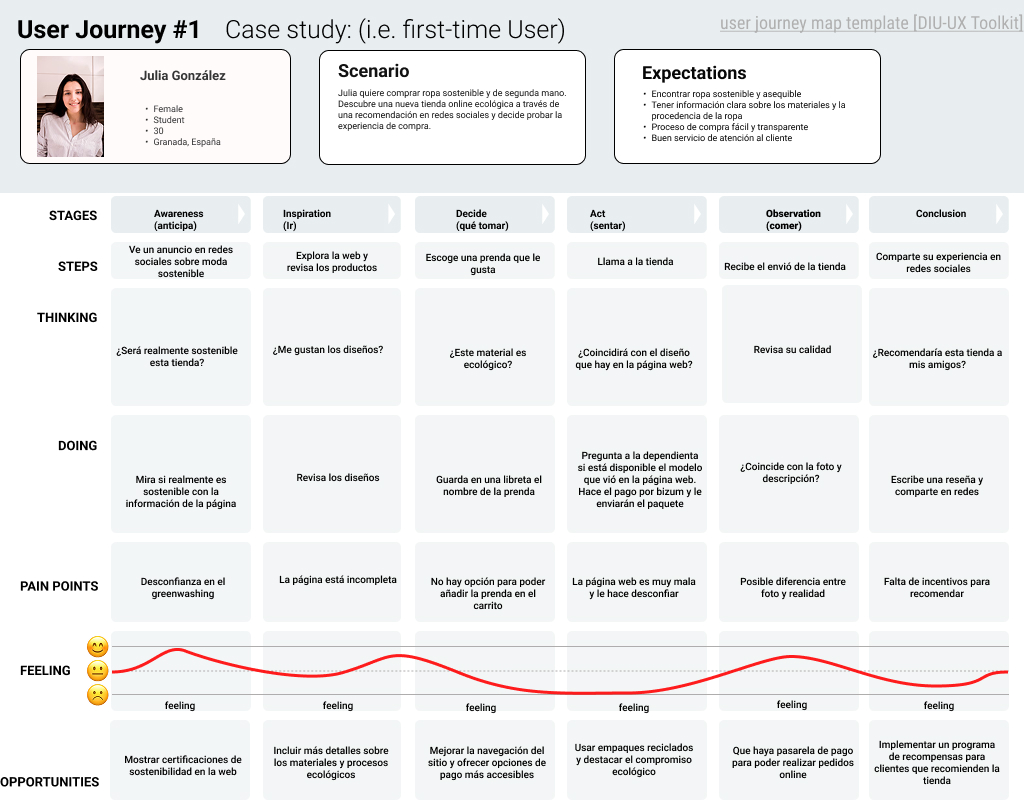 User Journey #1 Case study: (i.e. first-time User)
user journey map template [DIU-UX Toolkit]
Julia González
• Female
• Student
• 30
• Granada, España
Scenario
Julia quiere comprar ropa sostenible y de segunda mano.
Descubre una nueva tienda online ecológica a través de
una recomendación en redes sociales y decide probar la
experiencia de compra.
Expectations
• Encontrar ropa sostenible y asequible
• Tener información clara sobre los materiales y la
procedencia de la ropa
• Proceso de compra fácil y transparente
• Buen servicio de atención al cliente
STAGES
Awareness
(anticipa)
Inspiration
(Ir)
Decide
(qué tomar)
Act
(sentar)
Observation
(comer)
Conclusion
STEPS
Ve un anuncio en redes
sociales sobre moda
sostenible
Explora la web y
revisa los productos
Escoge una prenda que le
gusta
Llama a la tienda
Recibe el envió de la tienda
Comparte su experiencia en
redes sociales
THINKING
¿Será realmente sostenible
esta tienda?
¿Me gustan los diseños?
¿Este material es
ecológico?
¿Coincidirá con el diseño
que hay en la página web?
Revisa su calidad
¿Recomendaría esta tienda a
mis amigos?
DOING
Mira si realmente es
sostenible con la
información de la página
Revisa los diseños
Guarda en una libreta el
nombre de la prenda
Pregunta a la dependienta
si está disponible el modelo
que vió en la página web.
Hace el pago por bizum y le
enviarán el paquete
¿Coincide con la foto y
descripción?
Escribe una reseña y
comparte en redes
PAIN POINTS
Desconfianza en el
greenwashing
La página está incompleta
No hay opción para poder
añadir la prenda en el
carrito
La página web es muy mala
y le hace desconfiar
Posible diferencia entre
foto y realidad
Falta de incentivos para
recomendar
FEELING
feeling
feeling
feeling
feeling
feeling
feeling
OPPORTUNITIES
Mostrar certificaciones de
sostenibilidad en la web
Incluir más detalles sobre
los materiales y procesos
ecológicos
Mejorar la navegación del
sitio y ofrecer opciones de
pago más accesibles
Usar empaques reciclados
y destacar el compromiso
ecológico
Que haya pasarela de pago
para poder realizar pedidos
online
Implementar un programa
de recompensas para
clientes que recomienden la
tienda